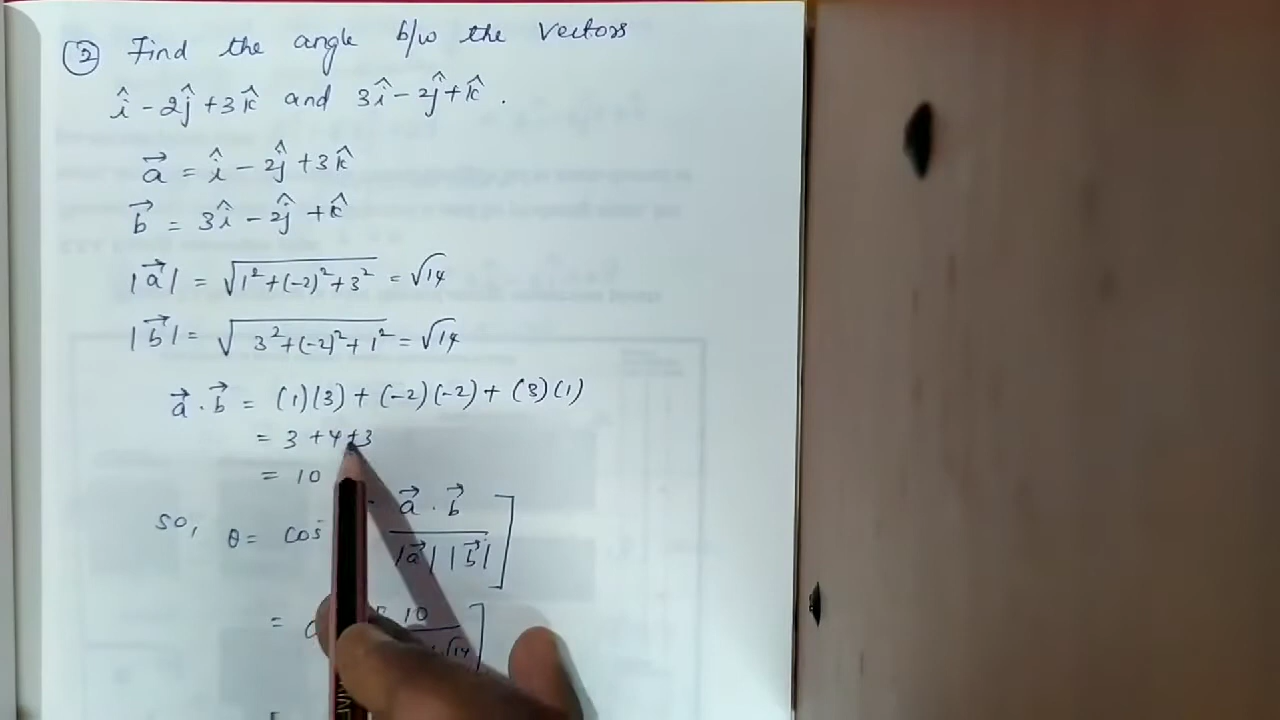 ② Find the angle b/w the vectors
î - 2ĵ + 3k̂ and 3î - 2ĵ + k̂ .
a⃗ = î - 2ĵ + 3k̂
b⃗ = 3î - 2ĵ + k̂
|a⃗| = √(1² + (-2)² + 3²) = √14
|b⃗| = √(3² + (-2)² + 1²) = √14
a⃗ . b⃗ = (1)(3) + (-2)(-2) + (3)(1)
= 3 + 4 + 3
= 10
so, θ = cos⁻ a⃗ . b⃗ / |a⃗| |b⃗| ]
= 10 / √14 ]